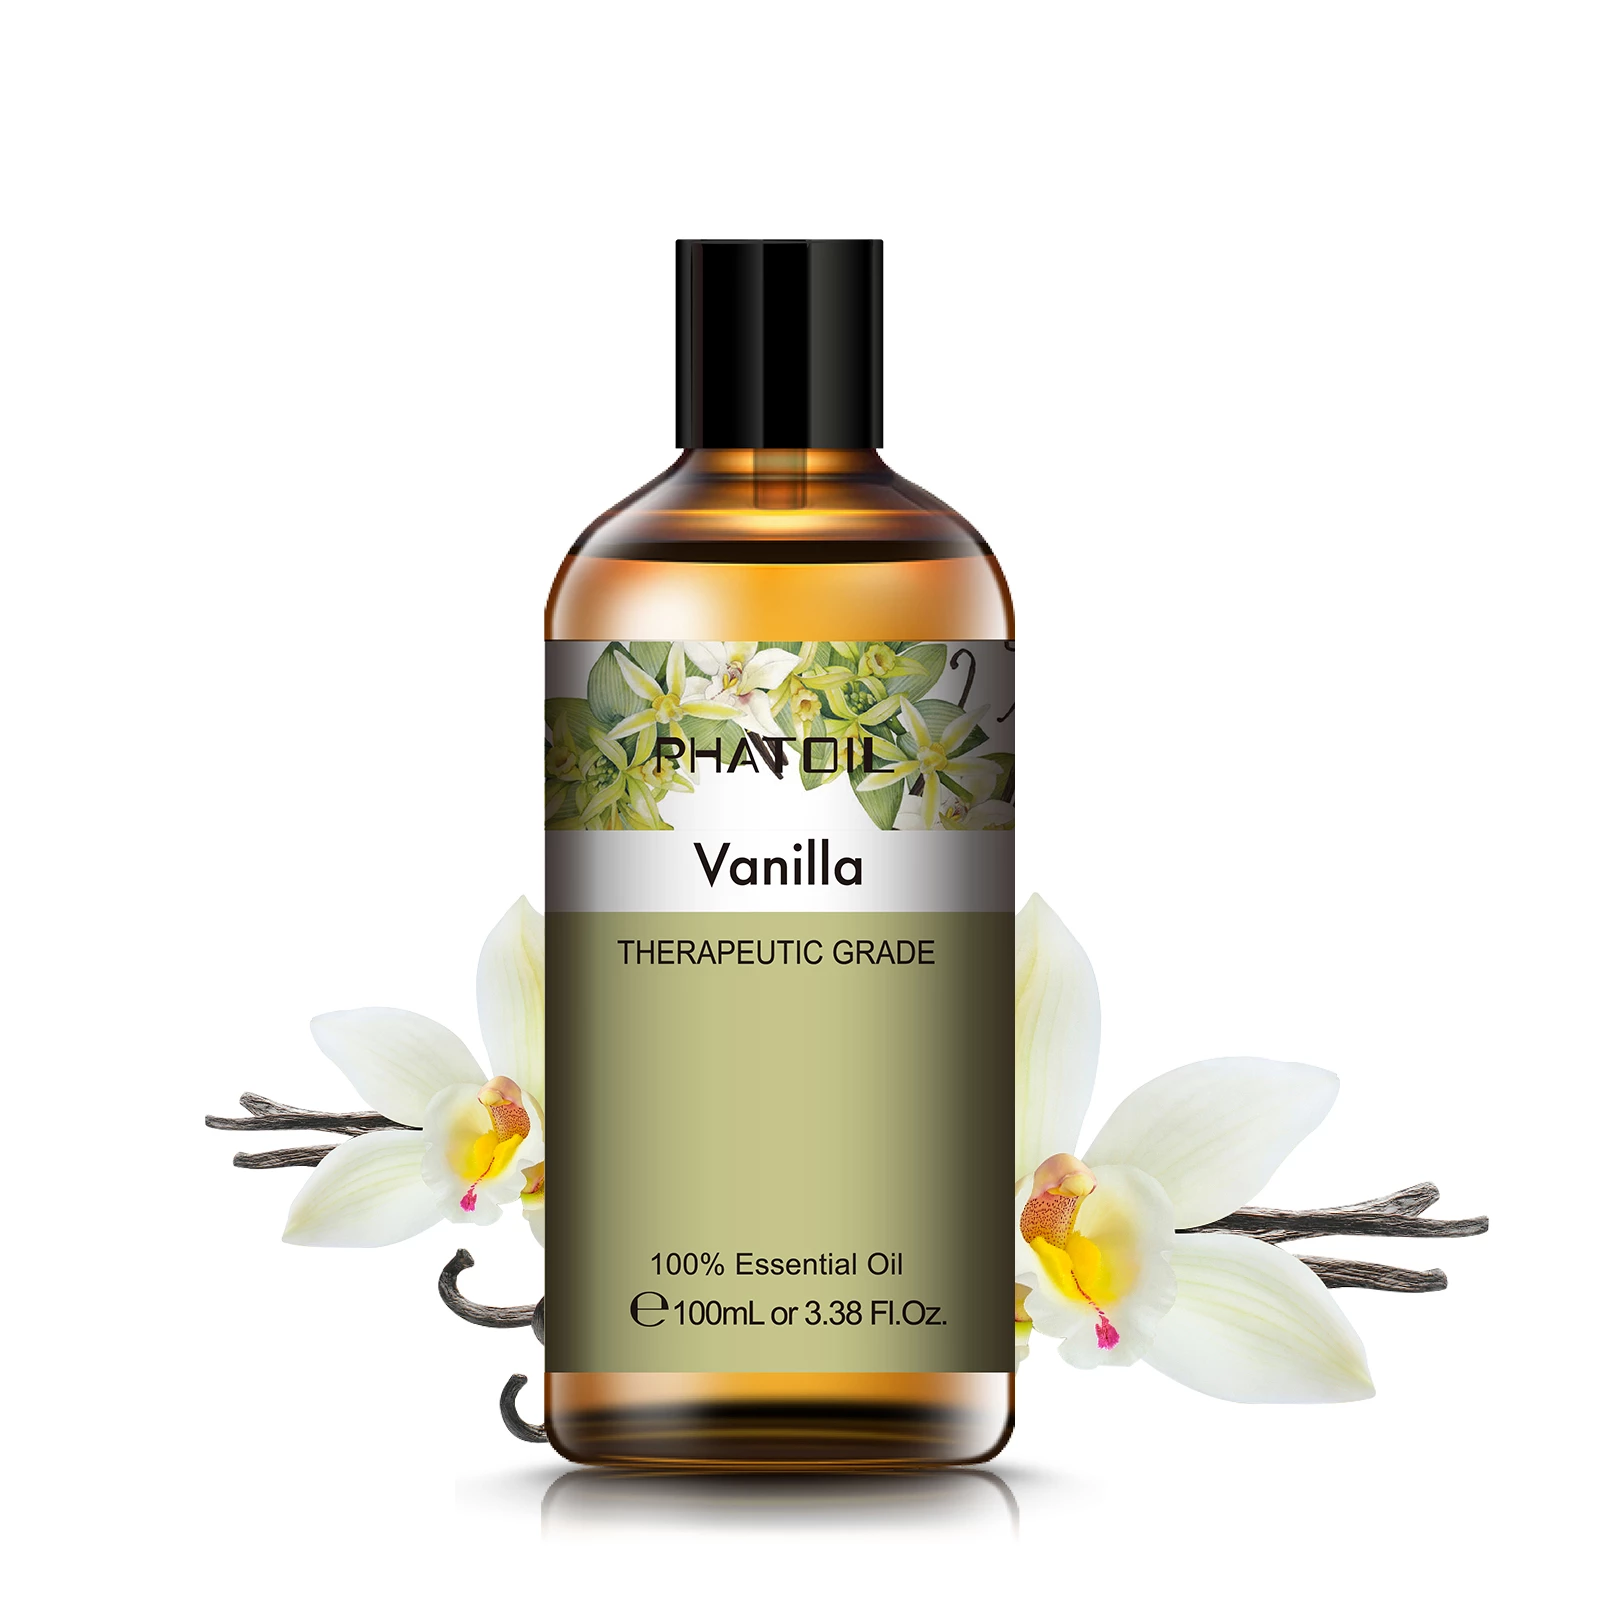 PHATOIL
Vanilla
THERAPEUTIC GRADE
100% Essential Oil
℮100mL or 3.38 Fl.Oz.